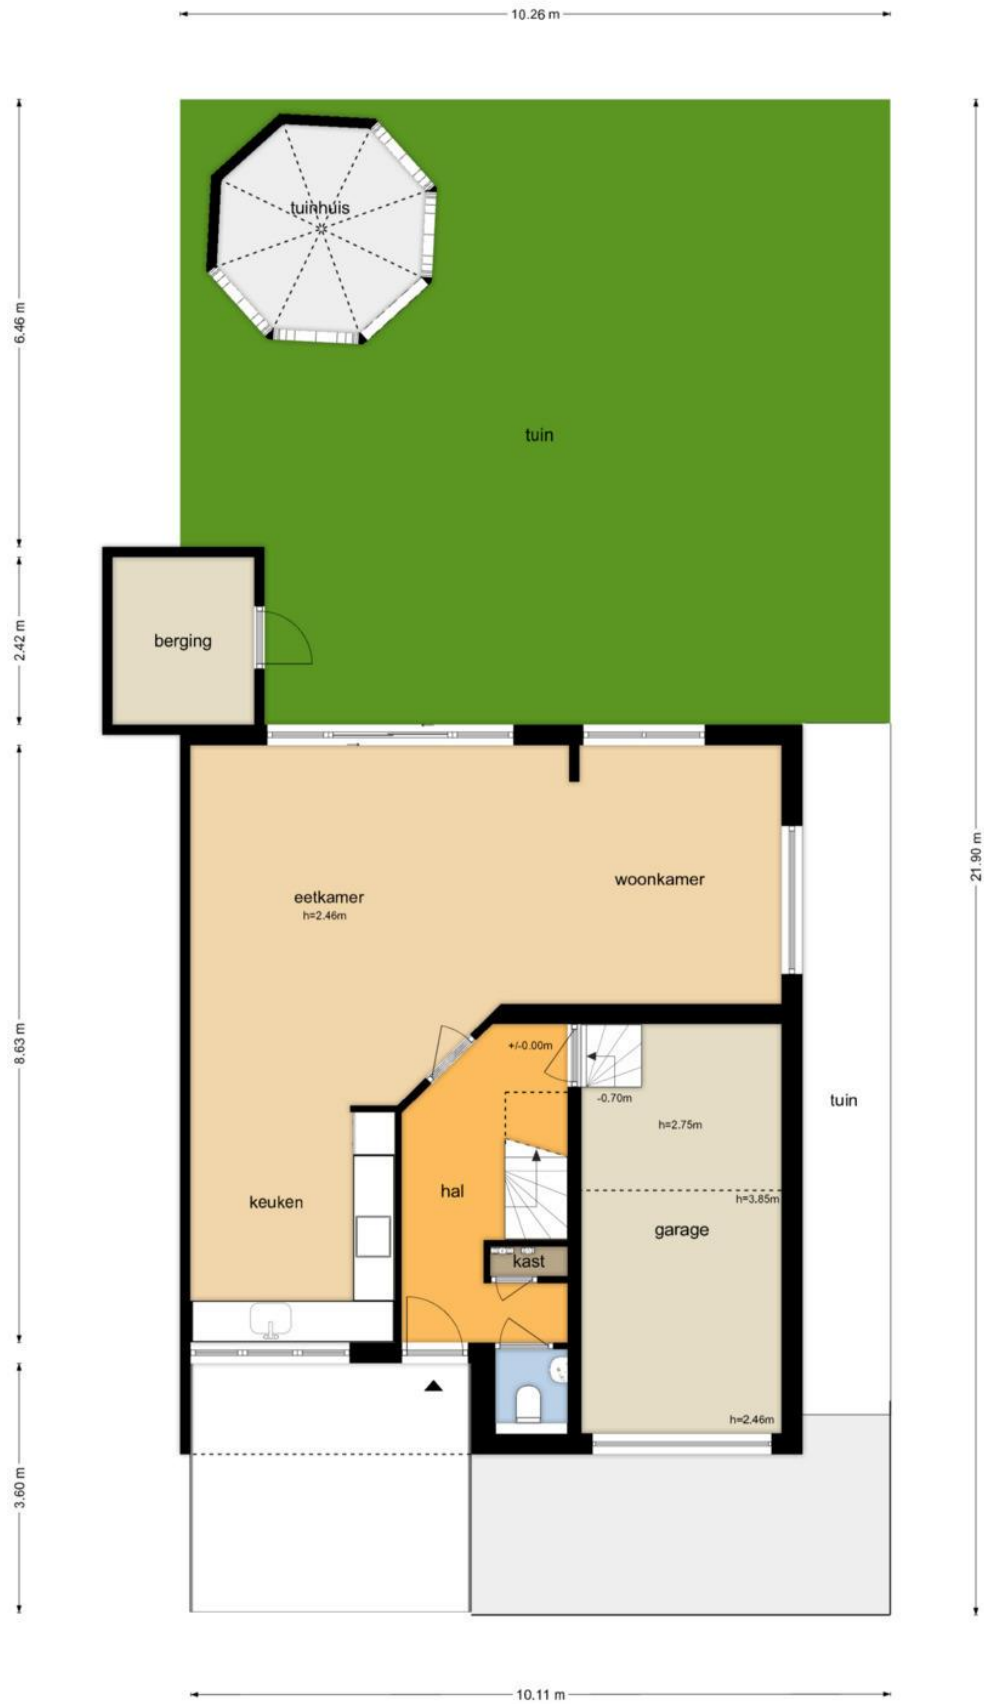 10.26 m
tuinhuis
6.46 m
tuin
berging
2.42 m
21.90 m
woonkamer
eetkamer
h=2.46m
8.63 m
+/-0.00m
-0.70m
tuin
h=2.75m
hal
keuken
h=3.85m
garage
kast
h=2.46m
3.60 m
10.11 m